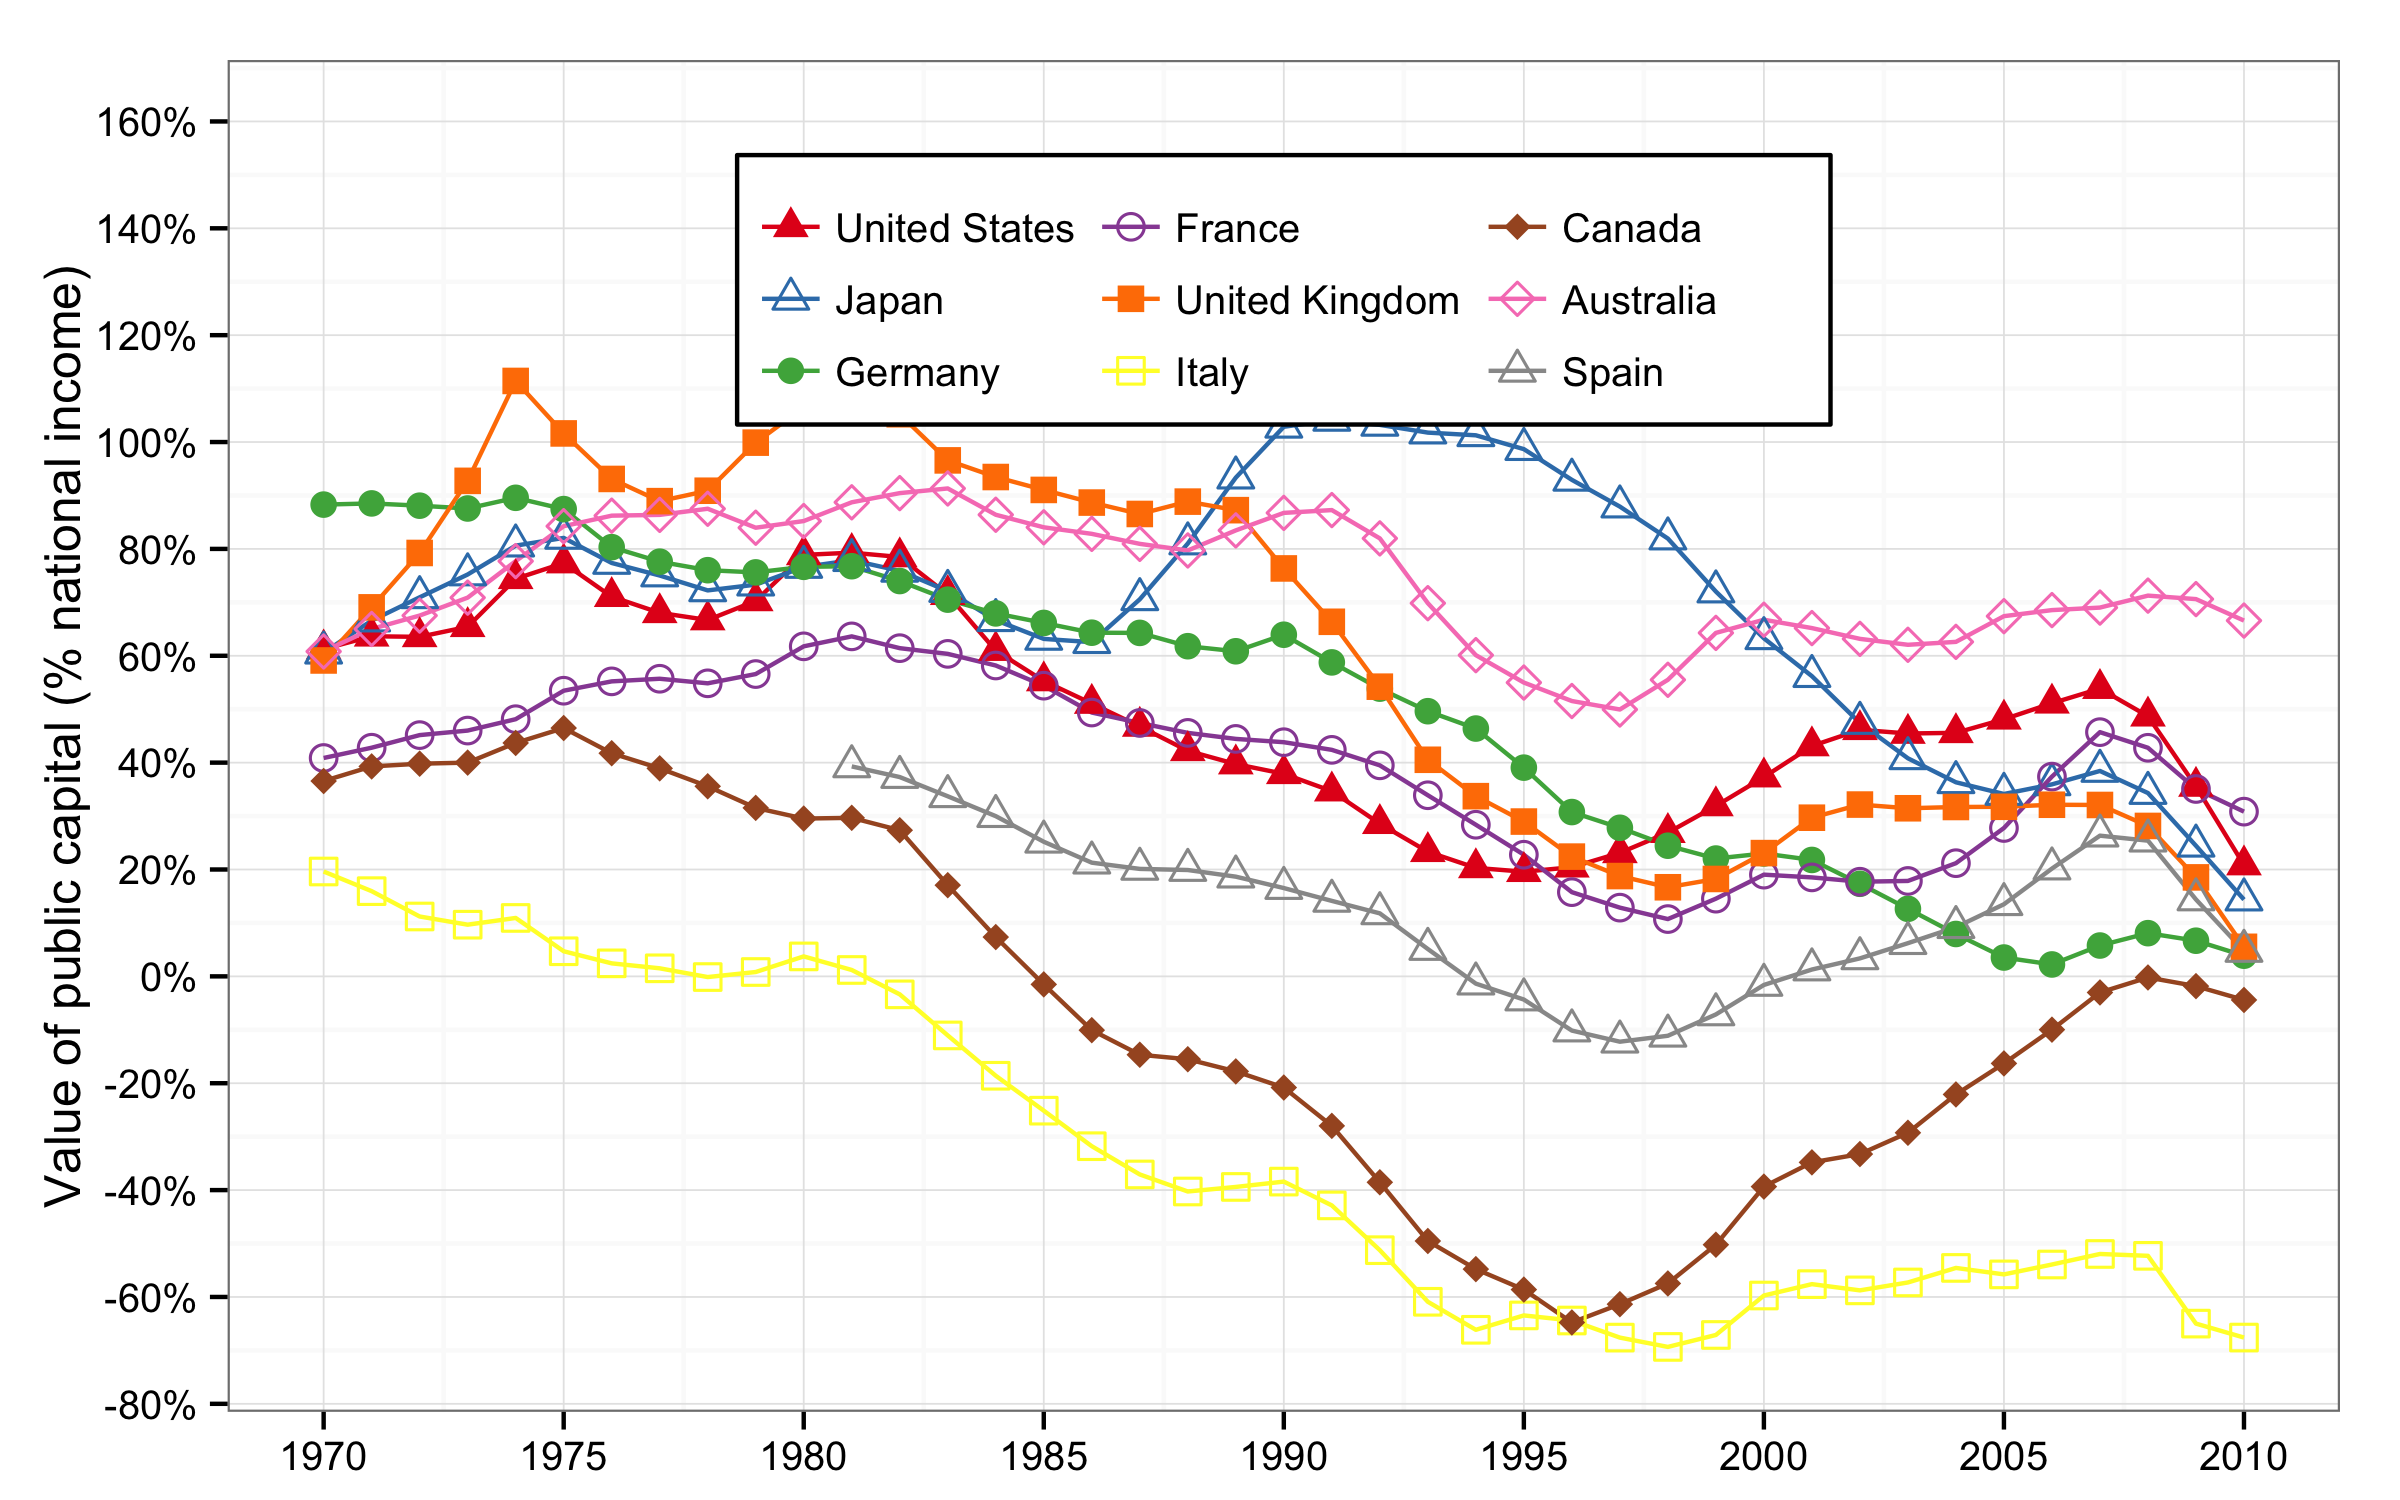 Value of public capital (% national income)
160%
140%
120%
100%
80%
60%
40%
20%
0%
-20%
-40%
-60%
-80%
United States France Canada
Japan United Kingdom Australia
Germany Italy Spain
1970 1975 1980 1985 1990 1995 2000 2005 2010